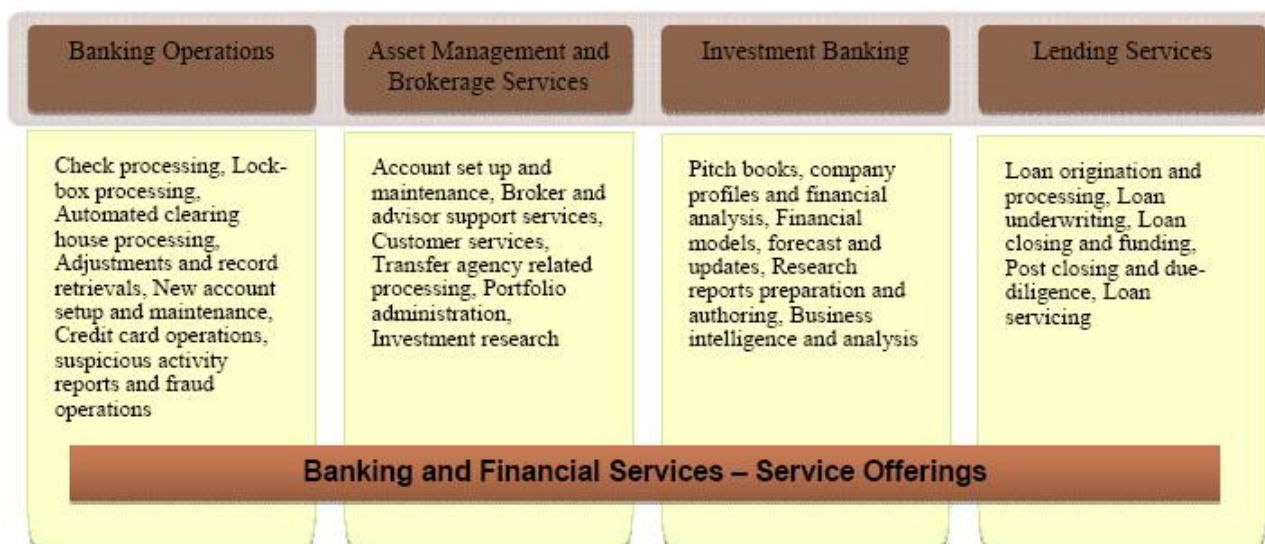 Banking Operations
Asset Management and
Brokerage Services
Investment Banking
Lending Services
Check processing, Lock-
box processing,
Automated clearing
house processing,
Adjustments and record
retrievals, New account
setup and maintenance,
Credit card operations,
suspicious activity
reports and fraud
operations
Account set up and
maintenance, Broker and
advisor support services,
Customer services,
Transfer agency related
processing, Portfolio
administration,
Investment research
Pitch books, company
profiles and financial
analysis, Financial
models, forecast and
updates, Research
reports preparation and
authoring, Business
intelligence and analysis
Loan origination and
processing, Loan
underwriting, Loan
closing and funding,
Post closing and due-
diligence, Loan
servicing
Banking and Financial Services – Service Offerings